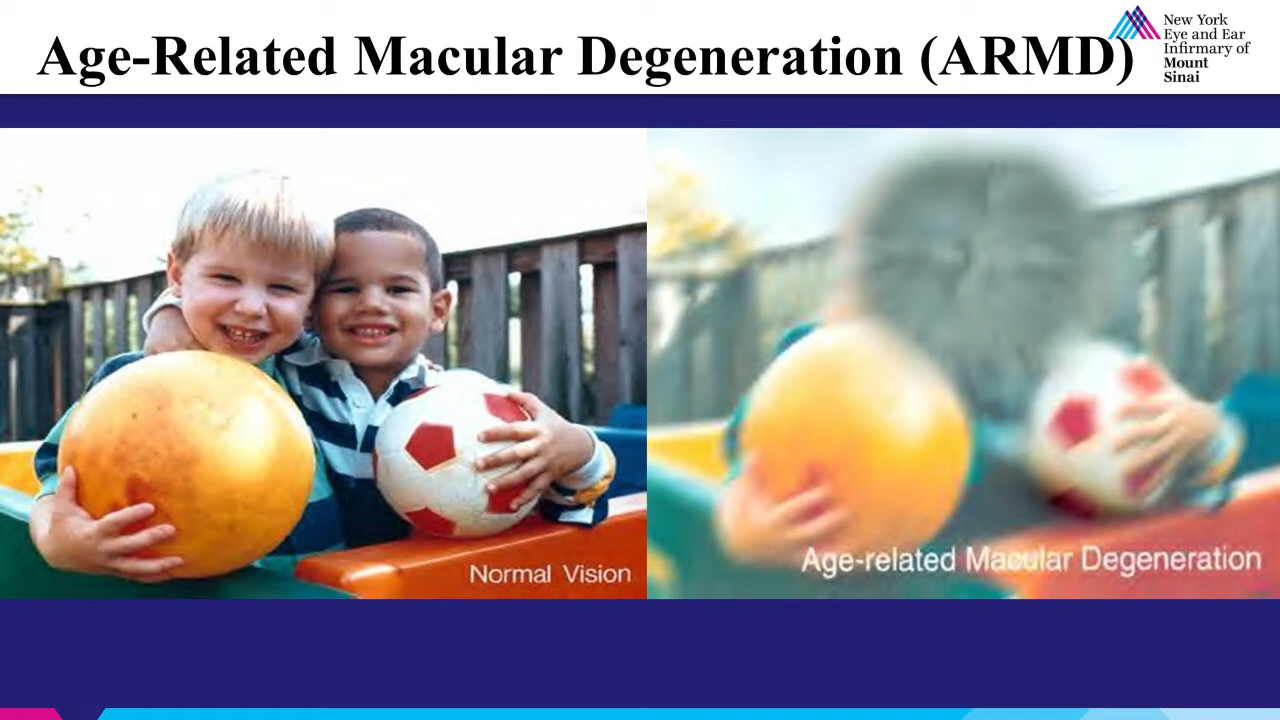 Age-Related Macular Degeneration (ARMD)
New York
Eye and Ear
Infirmary of
Mount
Sinai
Normal Vision
Age-related Macular Degeneration